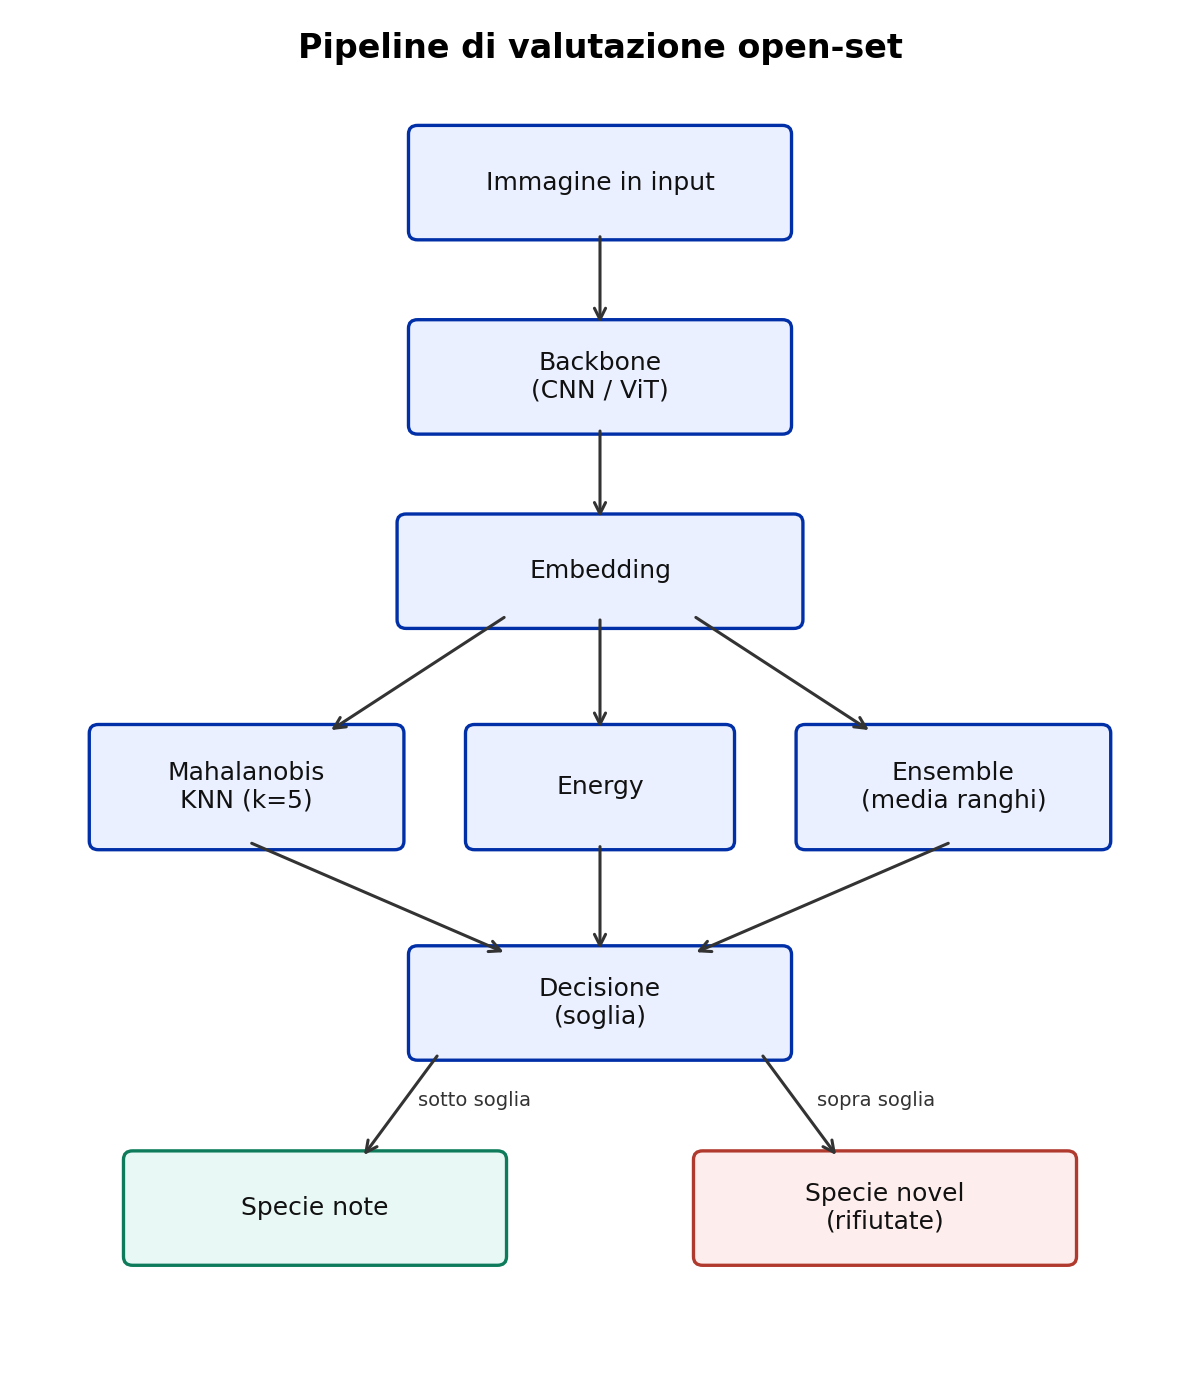 Pipeline di valutazione open-set
Immagine in input
Backbone
(CNN / ViT)
Embedding
Mahalanobis
KNN (k=5)
Energy
Ensemble
(media ranghi)
Decisione
(soglia)
sotto soglia
sopra soglia
Specie note
Specie novel
(rifiutate)